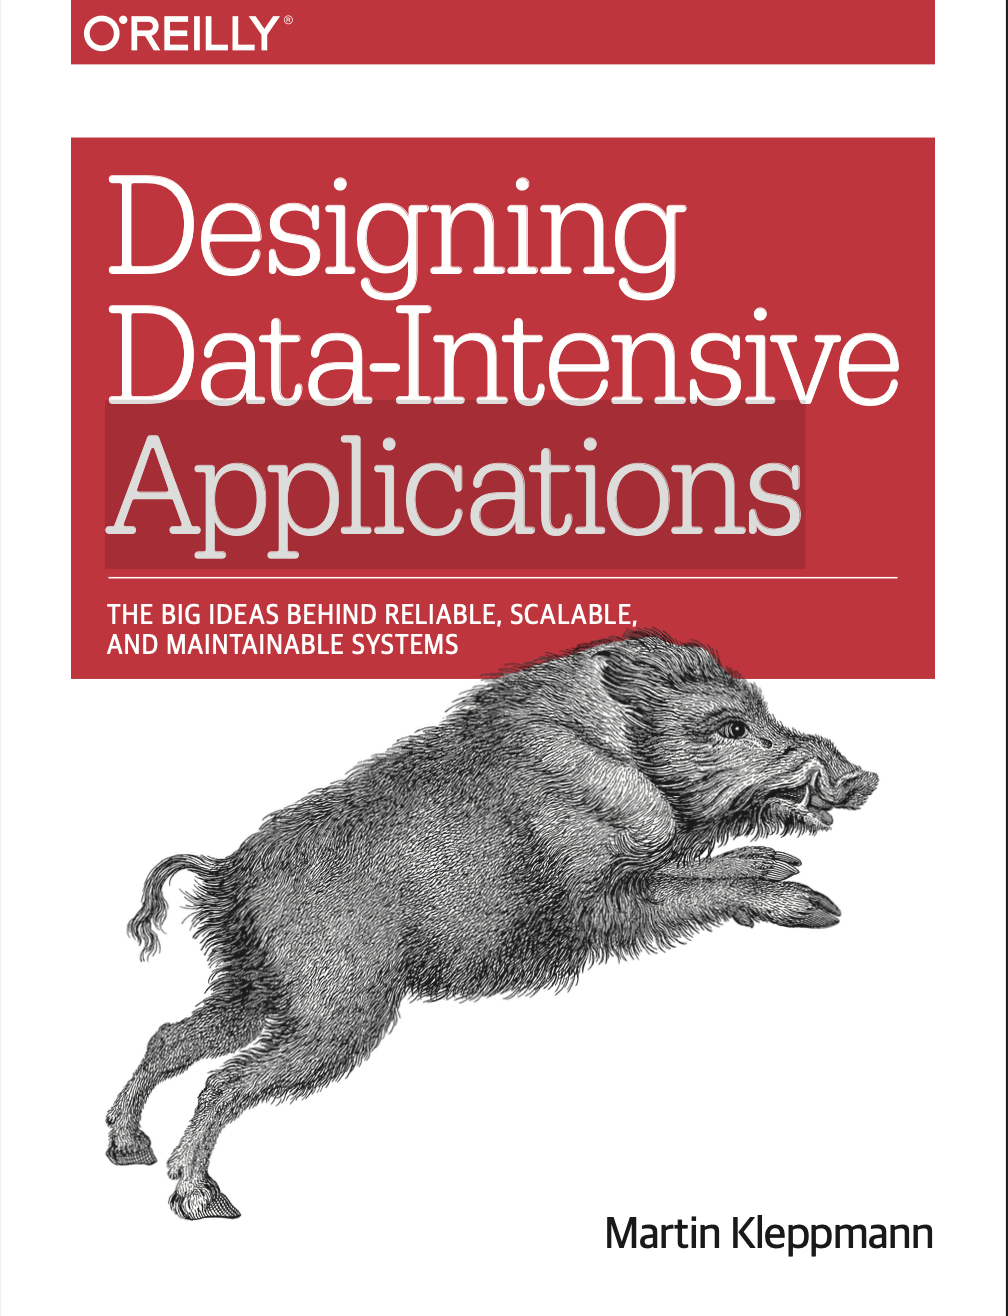 O'REILLY®
Designing
Data-Intensive
Applications
THE BIG IDEAS BEHIND RELIABLE, SCALABLE,
AND MAINTAINABLE SYSTEMS
Martin Kleppmann